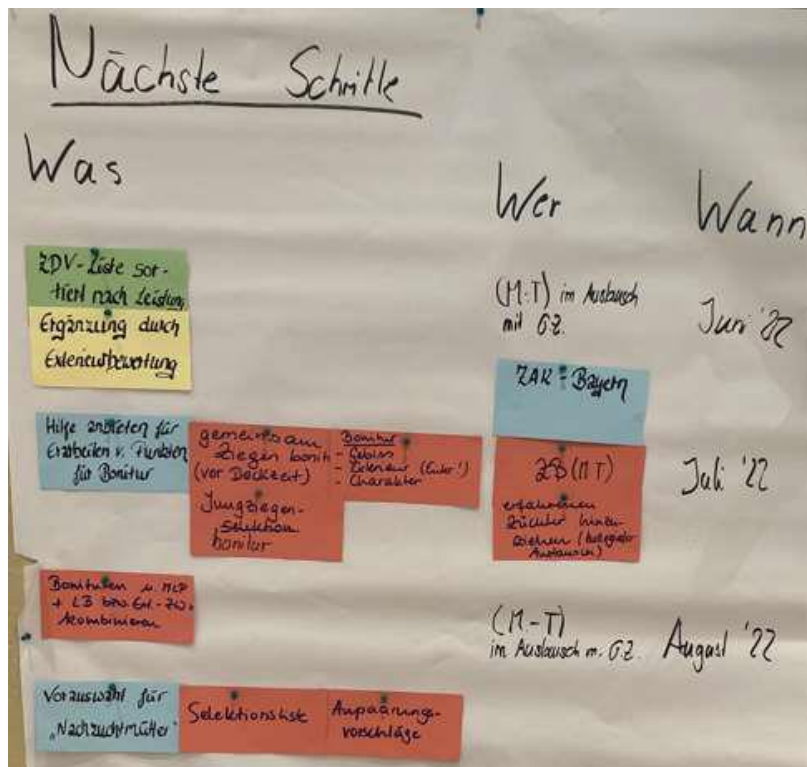 Nächste Schritte
Was
Wer
Wann
ZDV-Liste sor-
tiert nach Leistung
Ergänzung durch
Exterieurbewertung
(M-T) im Austausch
mit G.Z.
Juni '22
ZAR-Bayern
Hilfe anbieten für
Erarbeiten v. Punkten
für Bonitur
gemeinsam
Ziegen bonit
(vor Deckzeit)
Jungziegen-
selektion
bonitur
Bonitur
- Gebiss
- Exterieur (Euter!)
- Charakter
(MT)
erfahrenen
Züchter hinzu
ziehen (kollegialer
Austausch)
Juli '22
Bonituren u. MLP
+ LB bzw.
kombinieren
(M-T)
im Austausch m. G.Z.
August '22
Vorauswahl für
„Nachzuchtmütter"
Selektionsliste
Anpaarungs-
vorschläge